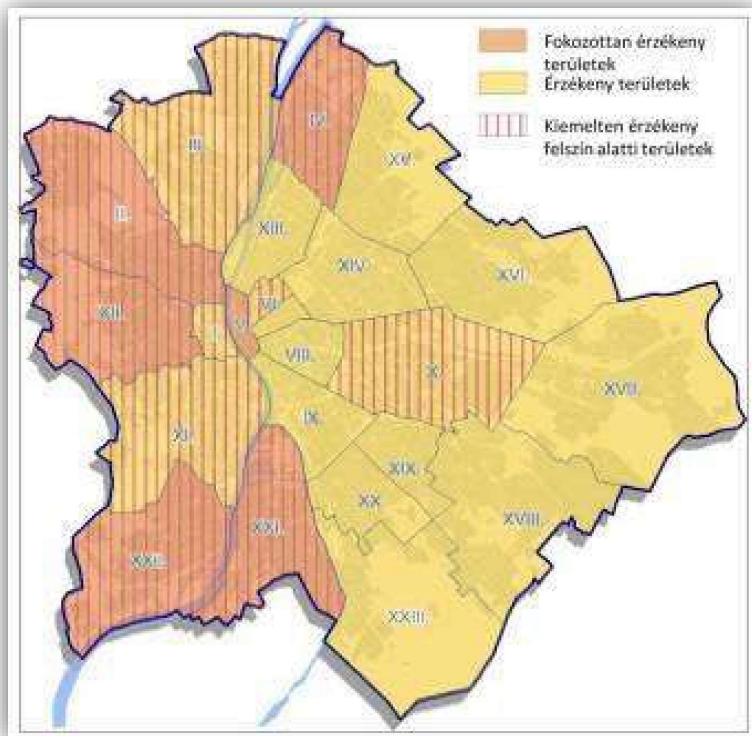 Fokozottan érzékeny
területek
Érzékeny területek
Kiemelten érzékeny
felszín alatti területek
IV.
III.
XV.
II.
XIII.
XIV.
XVI.
XII.
I.
V.
VII.
VIII.
X.
XVII.
XI.
IX.
XIX.
XX.
XVIII.
XXI.
XXII.
XXIII.